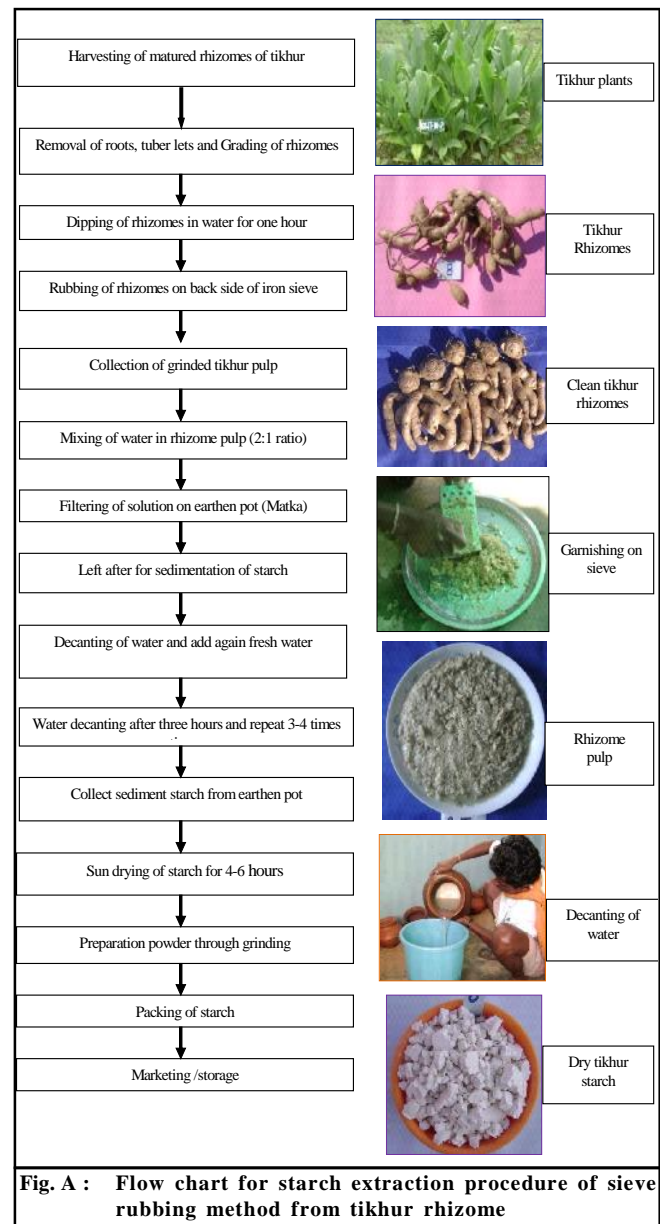 Harvesting of matured rhizomes of tikhur
Removal of roots, tuber lets and Grading of rhizomes
Dipping of rhizomes in water for one hour
Rubbing of rhizomes on back side of iron sieve
Collection of grinded tikhur pulp
Mixing of water in rhizome pulp (2:1 ratio)
Filtering of solution on earthen pot (Matka)
Left after for sedimentation of starch
Decanting of water and add again fresh water
Water decanting after three hours and repeat 3-4 times
Collect sediment starch from earthen pot
Sun drying of starch for 4-6 hours
Preparation powder through grinding
Packing of starch
Marketing /storage
Tikhur plants
Tikhur
Rhizomes
Clean tikhur
rhizomes
Garnishing on
sieve
Rhizome
pulp
Decanting of
water
Dry tikhur
starch
Fig. A : Flow chart for starch extraction procedure of sieve
rubbing method from tikhur rhizome